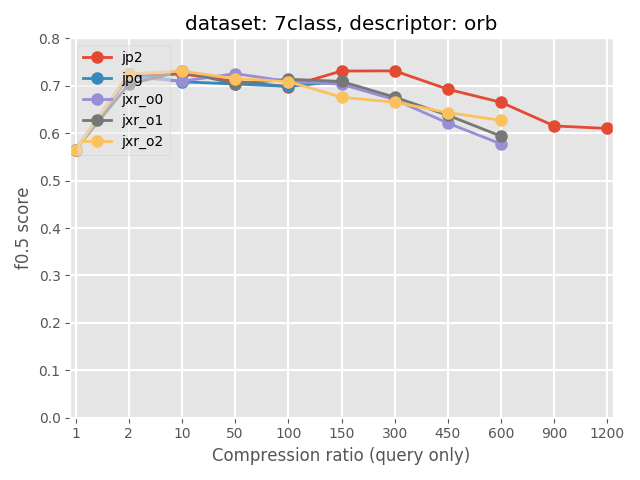 dataset: 7class, descriptor: orb
0.8
0.7
0.6
0.5
0.4
0.3
0.2
0.1
0.0
f0.5 score
jp2
jpg
jxr_o0
jxr_o1
jxr_o2
1 2 10 50 100 150 300 450 600 900 1200
Compression ratio (query only)